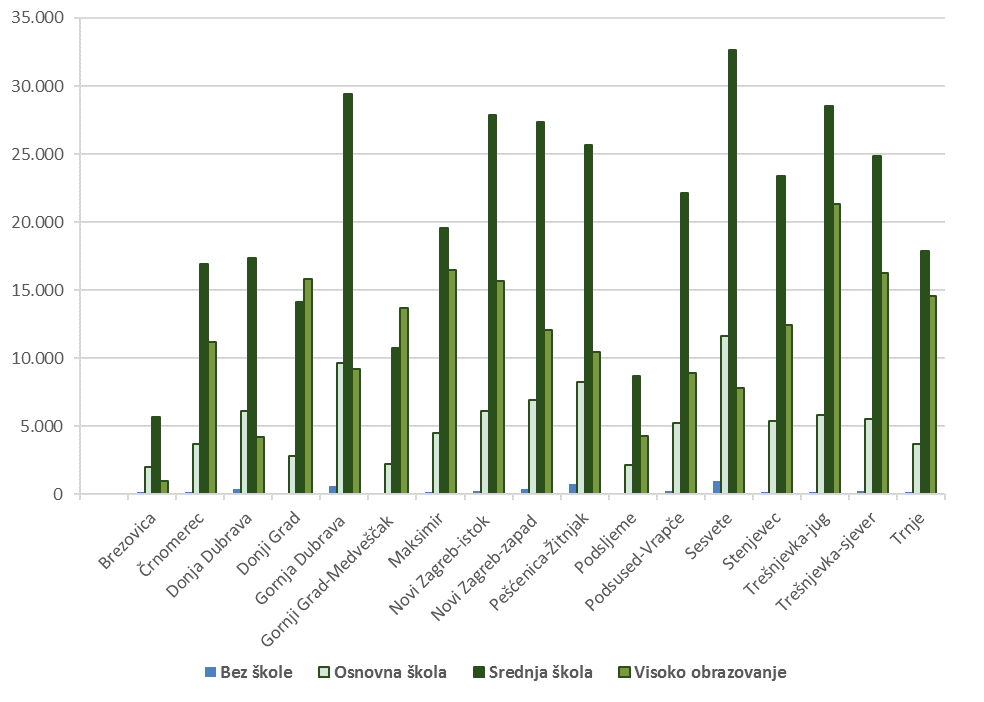 35.000
30.000
25.000
20.000
15.000
10.000
5.000
0
Brezovica
Črnomerec
Donja Dubrava
Donji Grad
Gornja Dubrava
Gornji Grad-Medveščak
Maksimir
Novi Zagreb-istok
Novi Zagreb-zapad
Pešćenica-Žitnjak
Podsljeme
Podsused-Vrapče
Sesvete
Stenjevec
Trešnjevka-jug
Trešnjevka-sjever
Trnje
Bez škole Osnovna škola Srednja škola Visoko obrazovanje